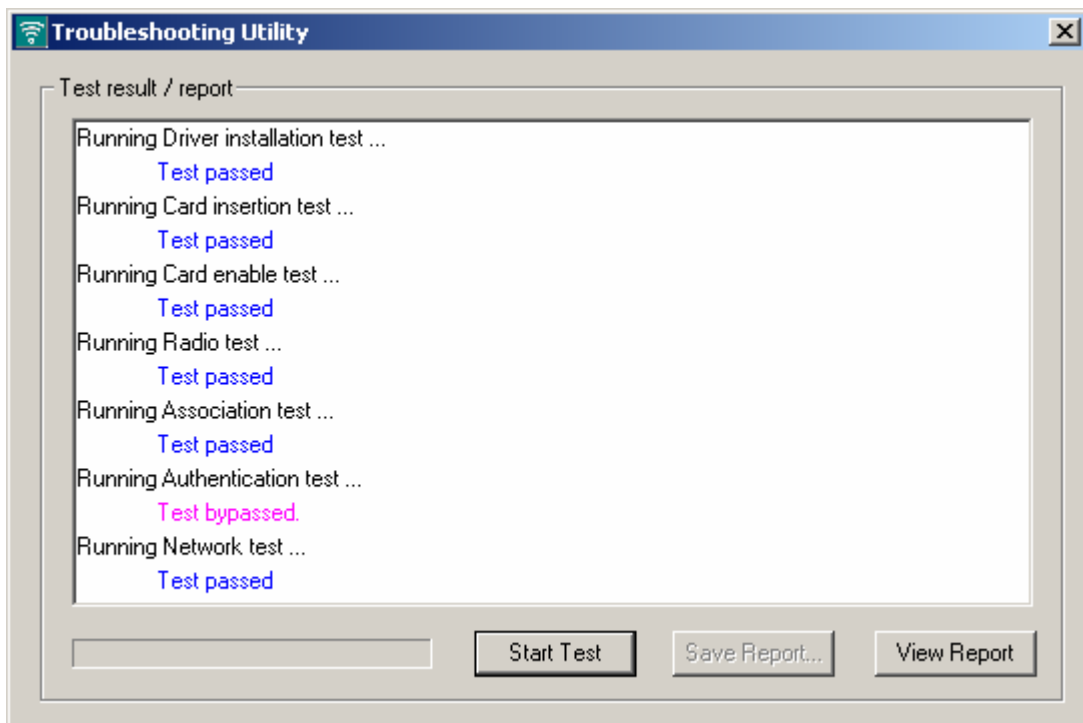 Troubleshooting Utility
Test result / report
Running Driver installation test ...
Test passed
Running Card insertion test ...
Test passed
Running Card enable test ...
Test passed
Running Radio test ...
Test passed
Running Association test ...
Test passed
Running Authentication test ...
Test bypassed.
Running Network test ...
Test passed
Start Test
Save Report...
View Report